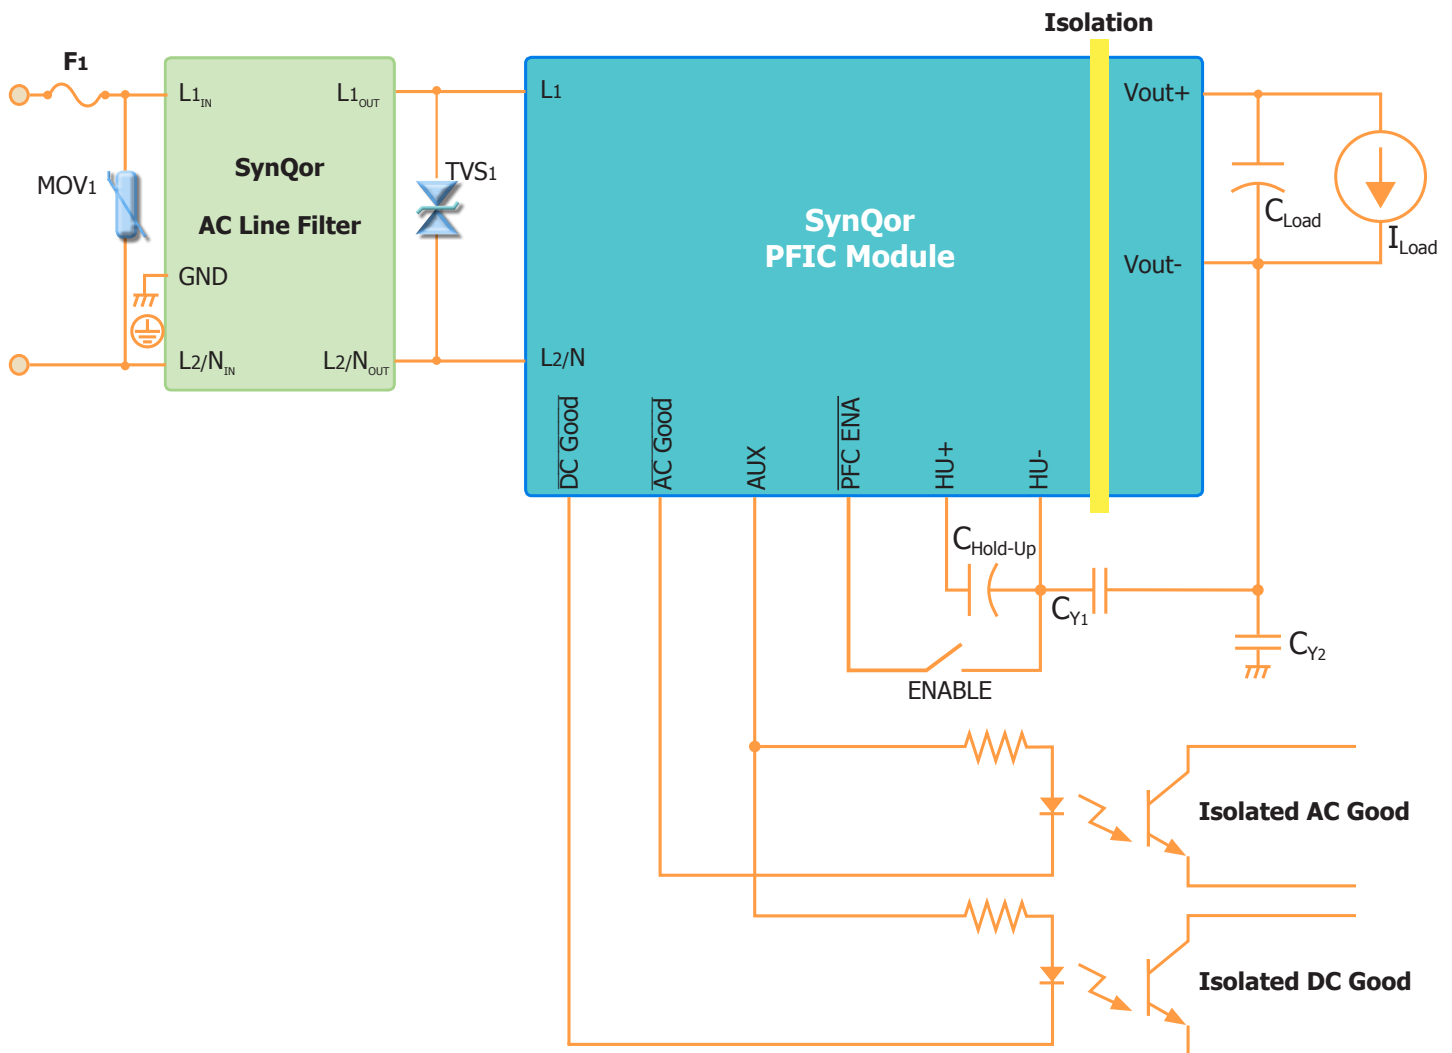 Isolation
F1
L1IN
L1OUT
L1
Vout+
SynQor
AC Line Filter
MOV1
TVS1
SynQor
PFIC Module
CLoad
ILoad
GND
Vout-
L2/NIN
L2/NOUT
L2/N
DC Good
AC Good
AUX
PFC ENA
HU+
HU-
CHold-Up
CY1
CY2
ENABLE
Isolated AC Good
Isolated DC Good